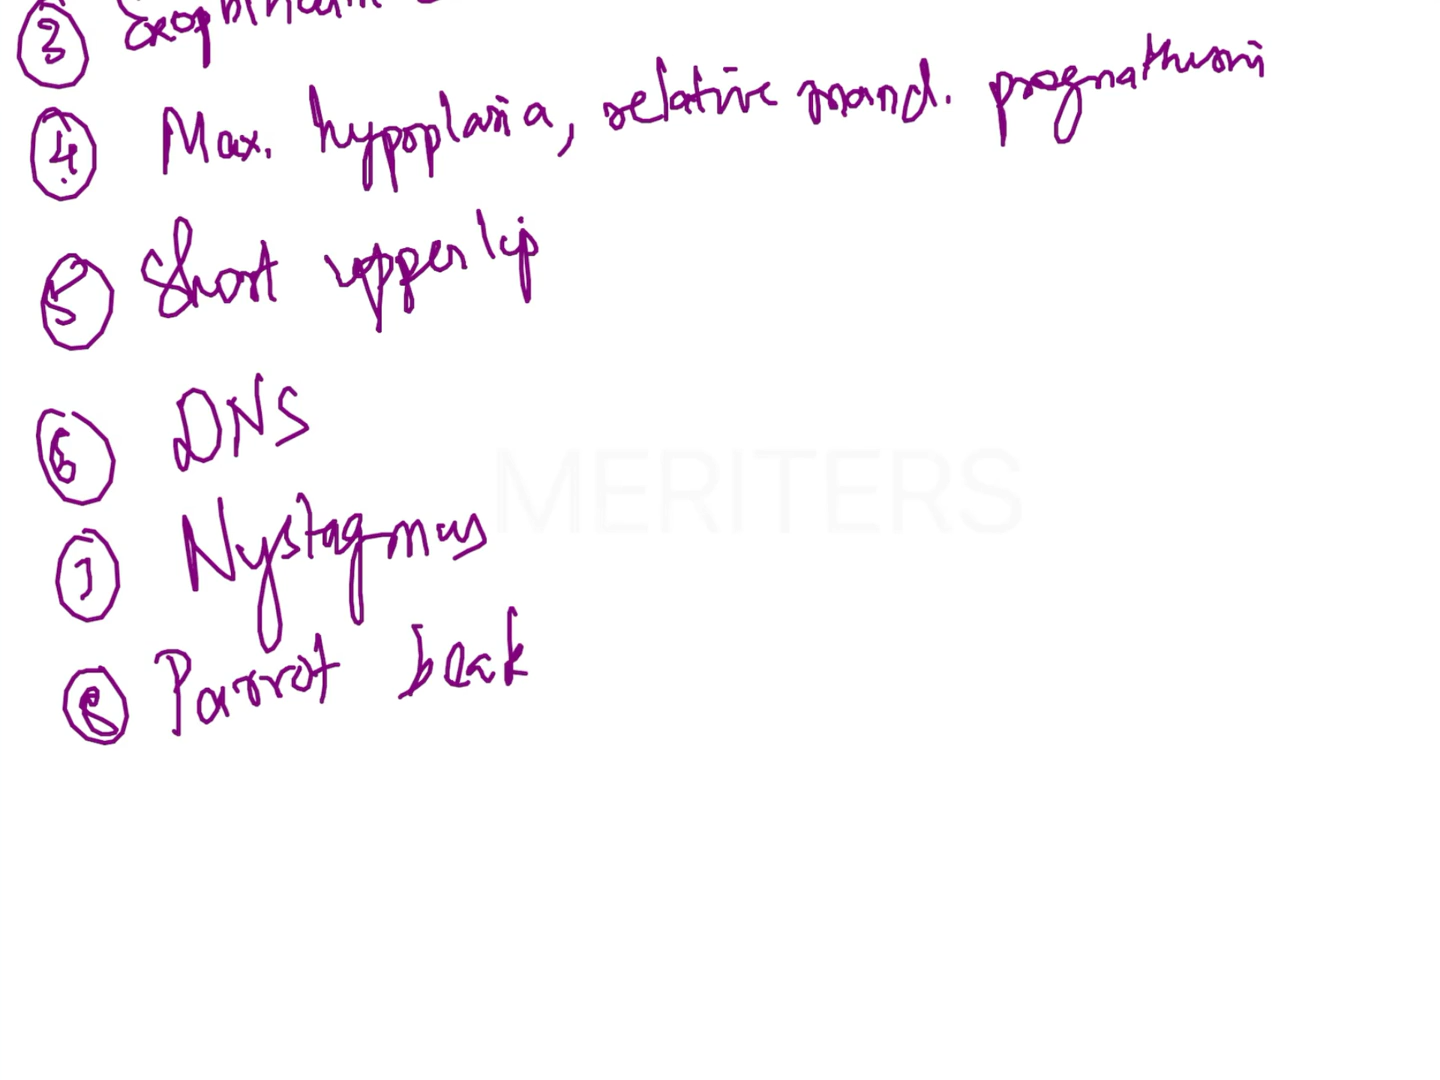 ③
④ Max. hypoplasia, relative mand. prognathism
⑤ Short upper lip
⑥ DNS
MERITERS
⑦ Nystagmus
⑧ Parrot beak